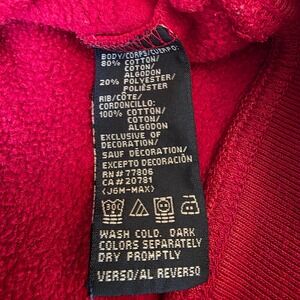 BODY/CORPS/CUERPO:
80% COTTON/
COTON/
ALGODON
20% POLYESTER/
POLIESTER
RIB/CÔTE/
CORDONCILLO:
100% COTTON/
COTON/
ALGODON
EXCLUSIVE OF
DECORATION/
SAUF DÉCORATION/
EXCEPTO DECORACIÓN
RN# 77806
CA# 20781
<J6M-MAX>
30C
WASH COLD. DARK
COLORS SEPARATELY
DRY PROMPTLY
VERSO/AL REVERSO